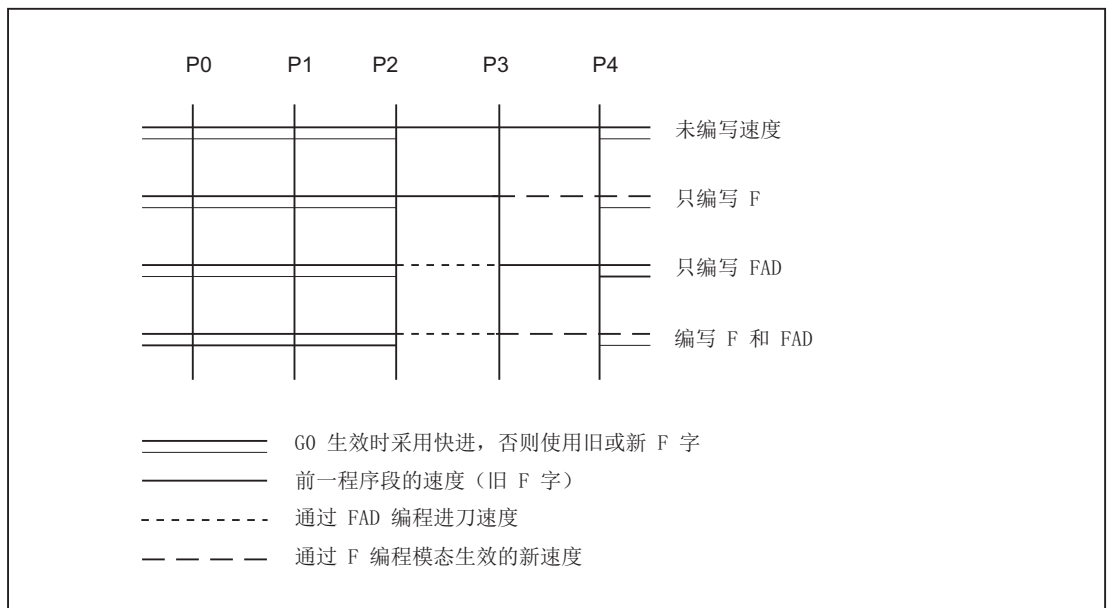 P0 P1 P2 P3 P4
未编写速度
只编写 F
只编写 FAD
编写 F 和 FAD
G0 生效时采用快进，否则使用旧或新 F 字
前一程序段的速度（旧 F 字）
通过 FAD 编程进刀速度
通过 F 编程模态生效的新速度